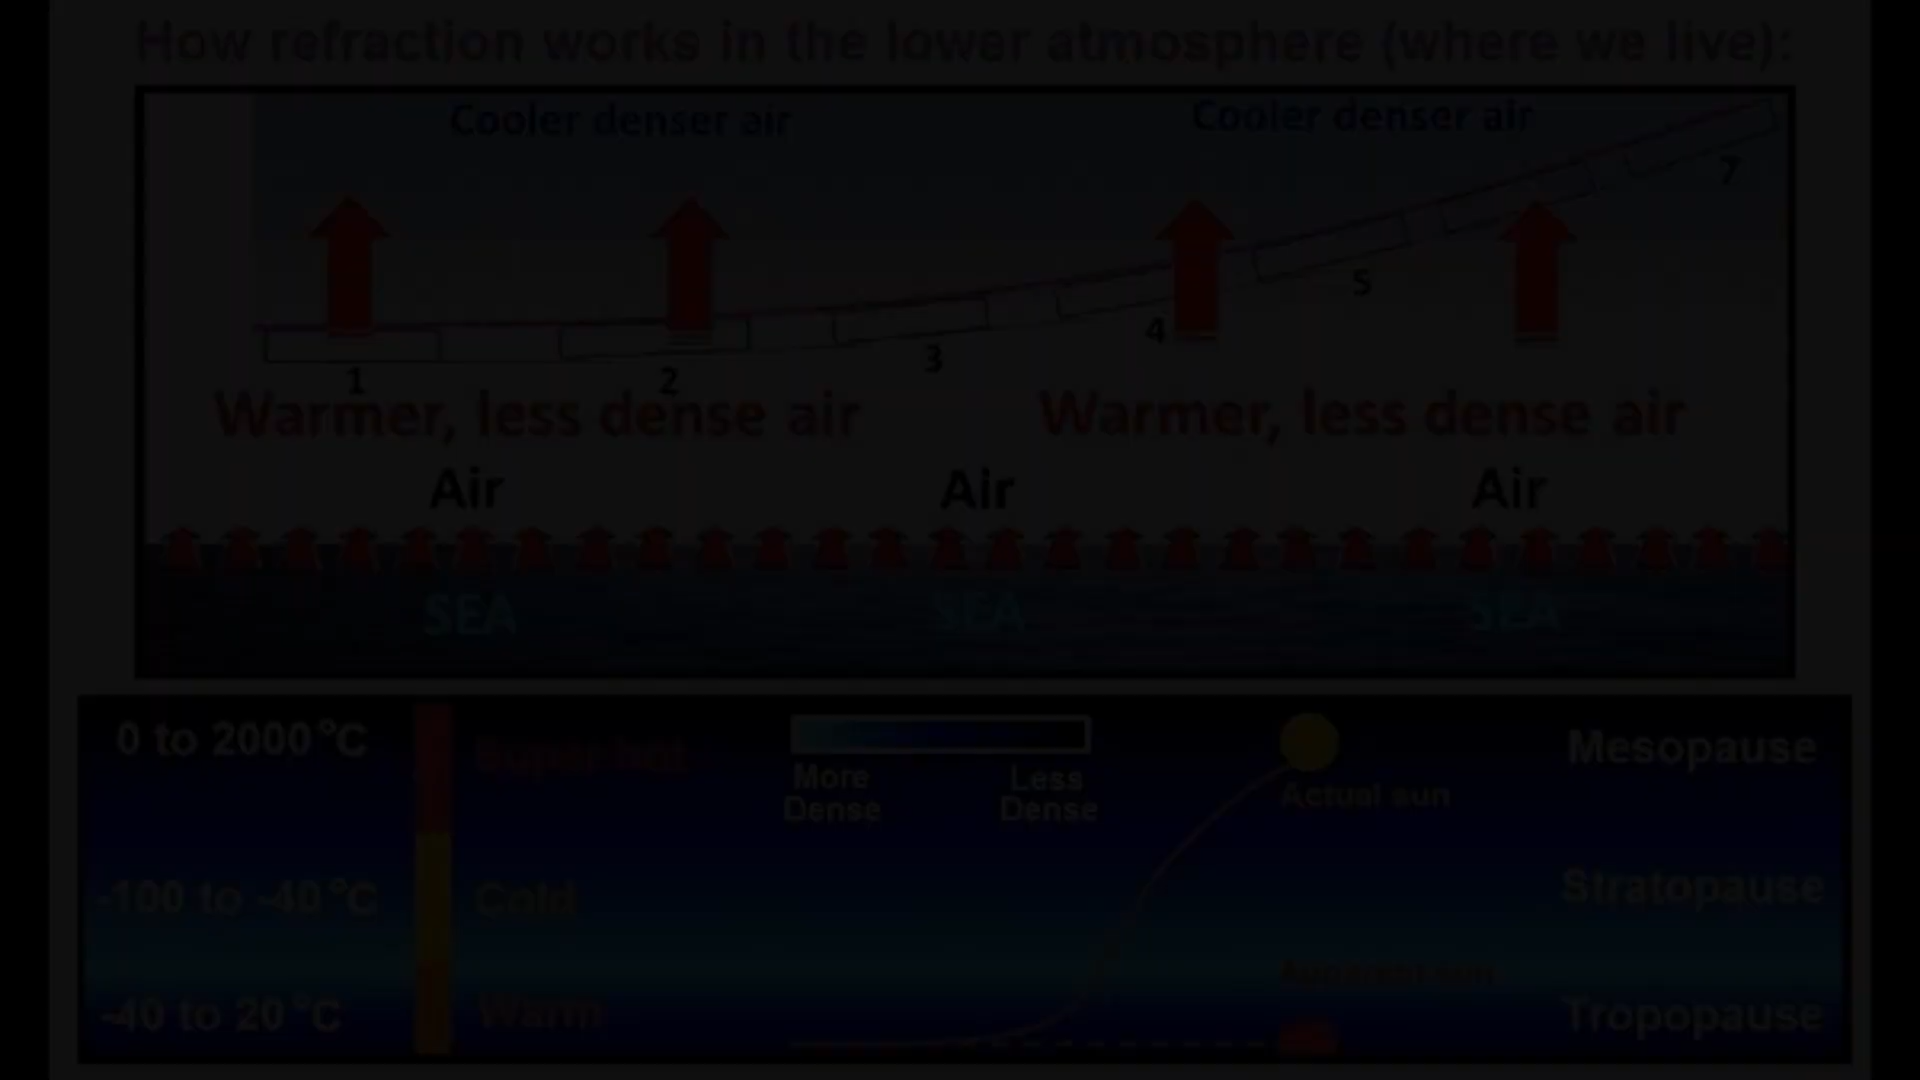 How refraction works in the lower atmosphere (where we live):
Cooler denser air
Cooler denser air
7
5
4
3
1
2
Warmer, less dense air
Warmer, less dense air
Air
Air
Air
SEA
SEA
SEA
0 to 2000°C
Super hot
More
Dense
Less
Dense
Actual sun
Mesopause
-100 to -40°C
Cold
Stratopause
Apparent sun
-40 to 20°C
Warm
Tropopause